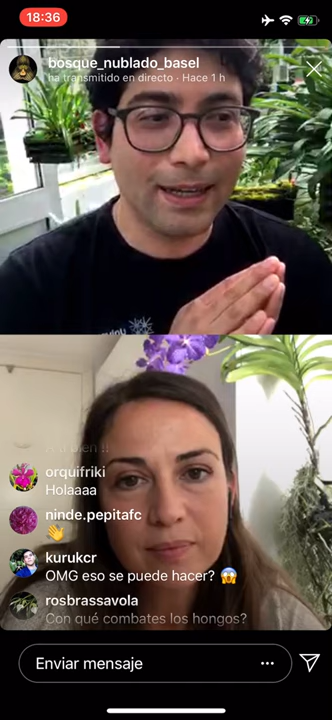 18:36
bosque_nublado_basel
ha transmitido en directo · Hace 1 h
orquifriki
Holaaaa
ninde.pepitafc
👋
kurukcr
OMG eso se puede hacer? 😱
rosbrassavola
Con qué combates los hongos?
Enviar mensaje